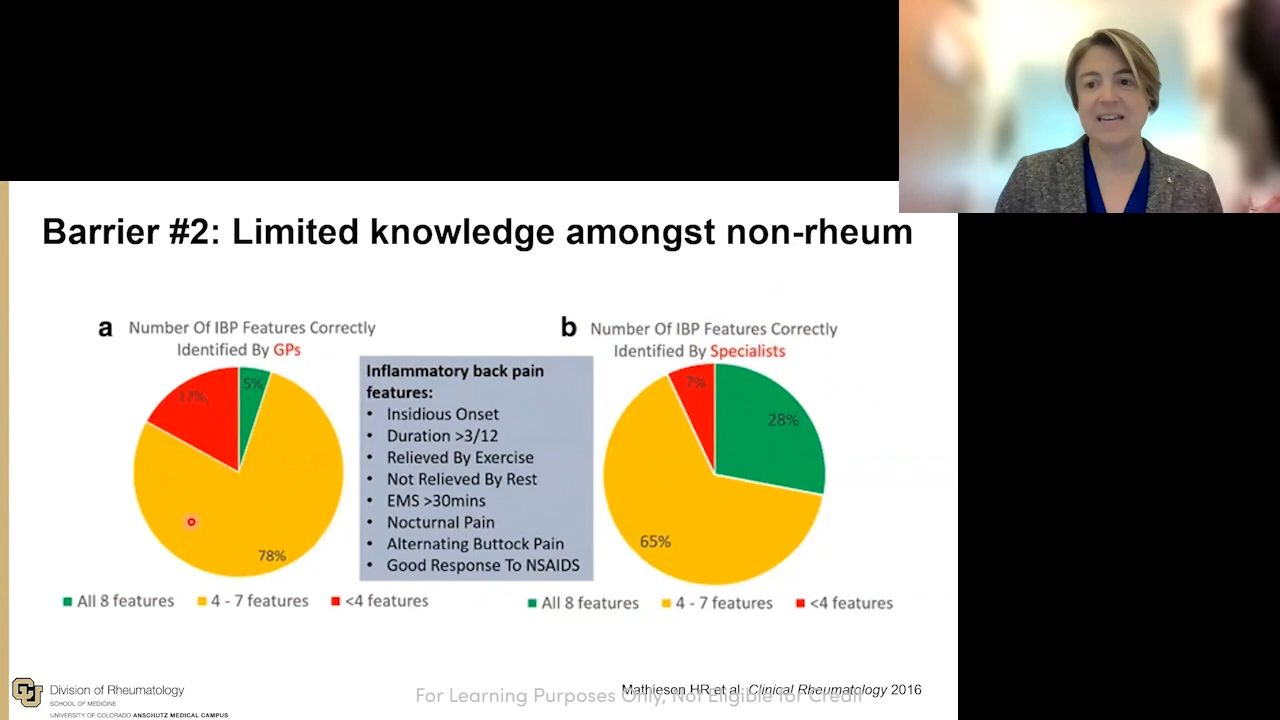 Barrier #2: Limited knowledge amongst non-rheum
a
Number Of IBP Features Correctly
Identified By GPs
5%
17%
78%
All 8 features
4 - 7 features
<4 features
Inflammatory back pain
features:
• Insidious Onset
• Duration >3/12
• Relieved By Exercise
• Not Relieved By Rest
• EMS >30mins
• Nocturnal Pain
• Alternating Buttock Pain
• Good Response To NSAIDS
b
Number Of IBP Features Correctly
Identified By Specialists
7%
28%
65%
All 8 features
4 - 7 features
<4 features
Division of Rheumatology
SCHOOL OF MEDICINE
UNIVERSITY OF COLORADO ANSCHUTZ MEDICAL CAMPUS
For Learning Purposes Only, Not Eligible for Credit
Mathieson HR et al. Clinical Rheumatology 2016